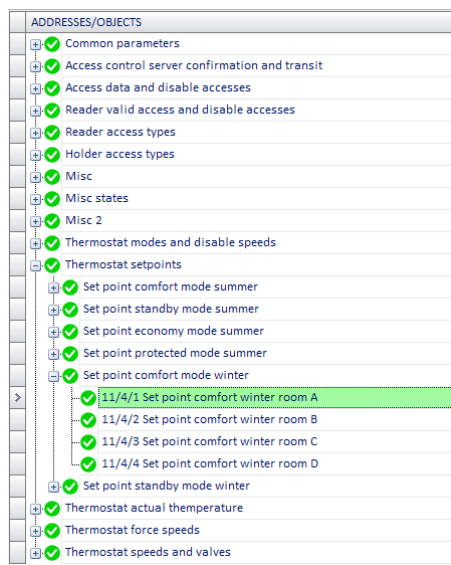 ADDRESSES/OBJECTS
Common parameters
Access control server confirmation and transit
Access data and disable accesses
Reader valid access and disable accesses
Reader access types
Holder access types
Misc
Misc states
Misc 2
Thermostat modes and disable speeds
Thermostat setpoints
Set point comfort mode summer
Set point standby mode summer
Set point economy mode summer
Set point protected mode summer
Set point comfort mode winter
11/4/1 Set point comfort winter room A
11/4/2 Set point comfort winter room B
11/4/3 Set point comfort winter room C
11/4/4 Set point comfort winter room D
Set point standby mode winter
Thermostat actual themperature
Thermostat force speeds
Thermostat speeds and valves